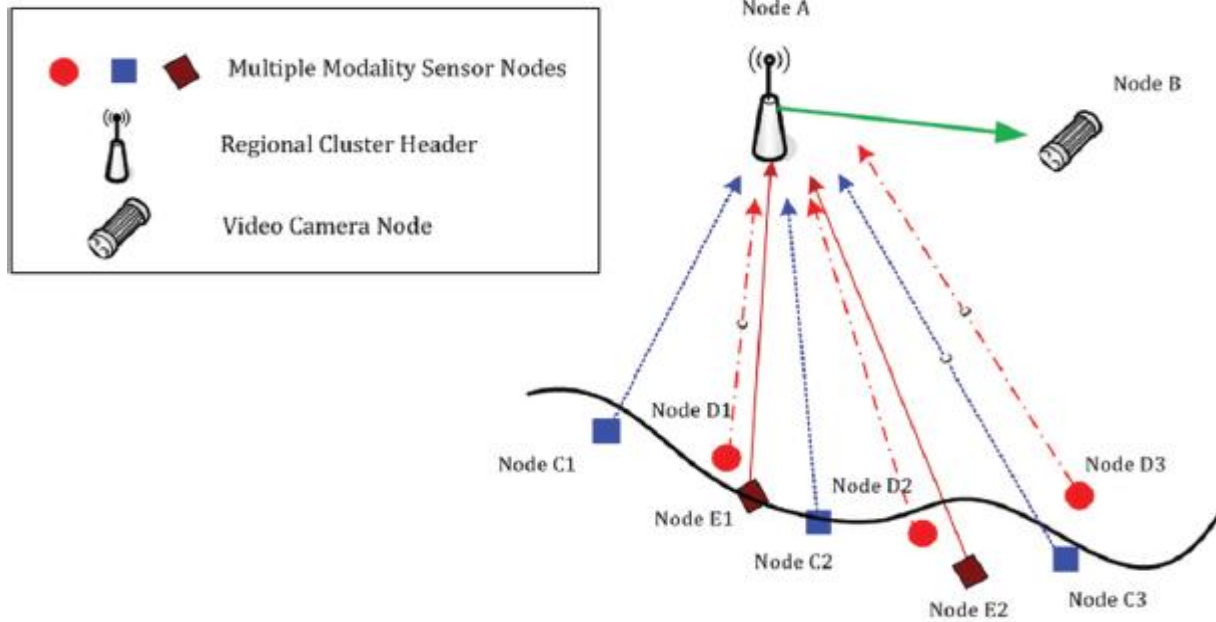 Node A
Multiple Modality Sensor Nodes
Node B
Regional Cluster Header
Video Camera Node
Node D1
Node C1
Node D3
Node D2
Node E1
Node C2
Node C3
Node E2